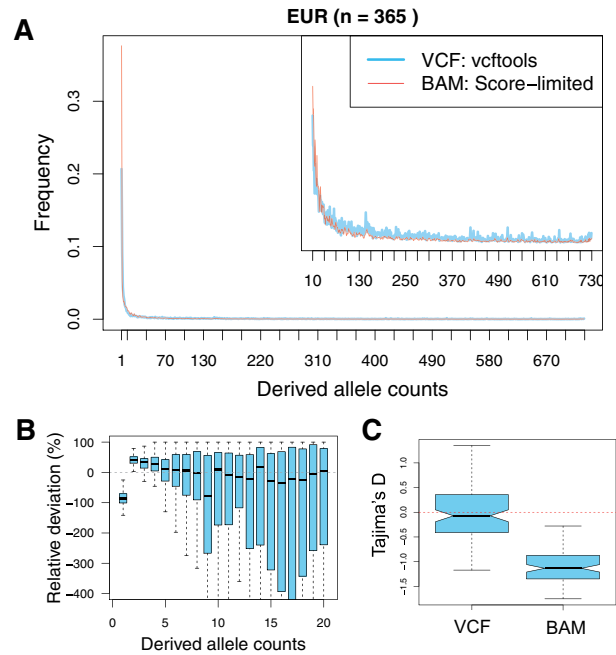 A
EUR (n = 365 )
VCF: vcftools
BAM: Score−limited
Frequency
0.3
0.2
0.1
0.0
10 130 250 370 490 610 730
1 70 130 220 310 400 490 580 670
Derived allele counts
B
Relative deviation (%)
100
0
−100
−200
−300
−400
0 5 10 15 20
Derived allele counts
C
Tajima's D
1.0
0.5
0.0
−0.5
−1.0
−1.5
VCF BAM